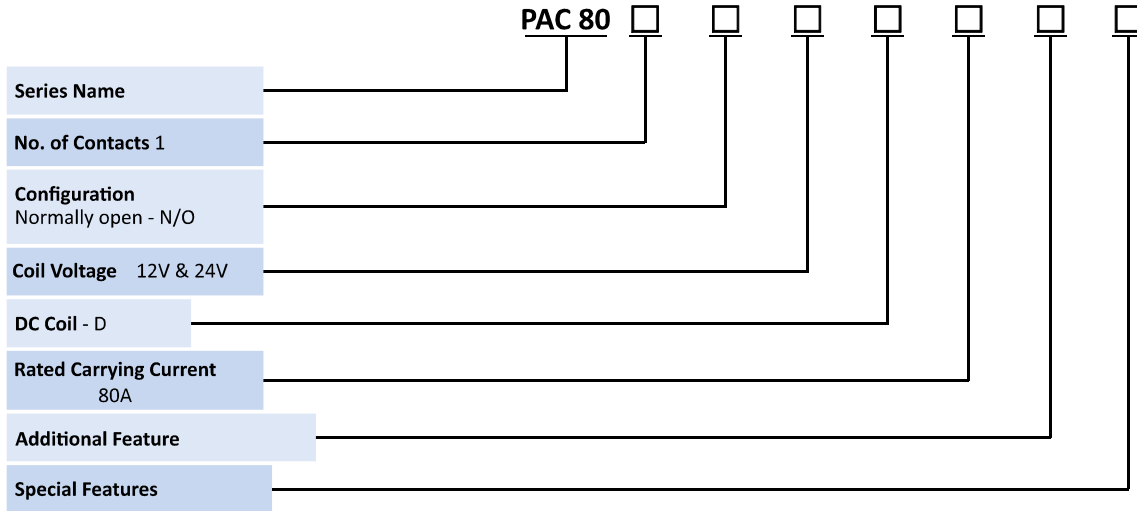 PAC 80
Series Name
No. of Contacts 1
Configuration
Normally open - N/O
Coil Voltage 12V & 24V
DC Coil - D
Rated Carrying Current
80A
Additional Feature
Special Features